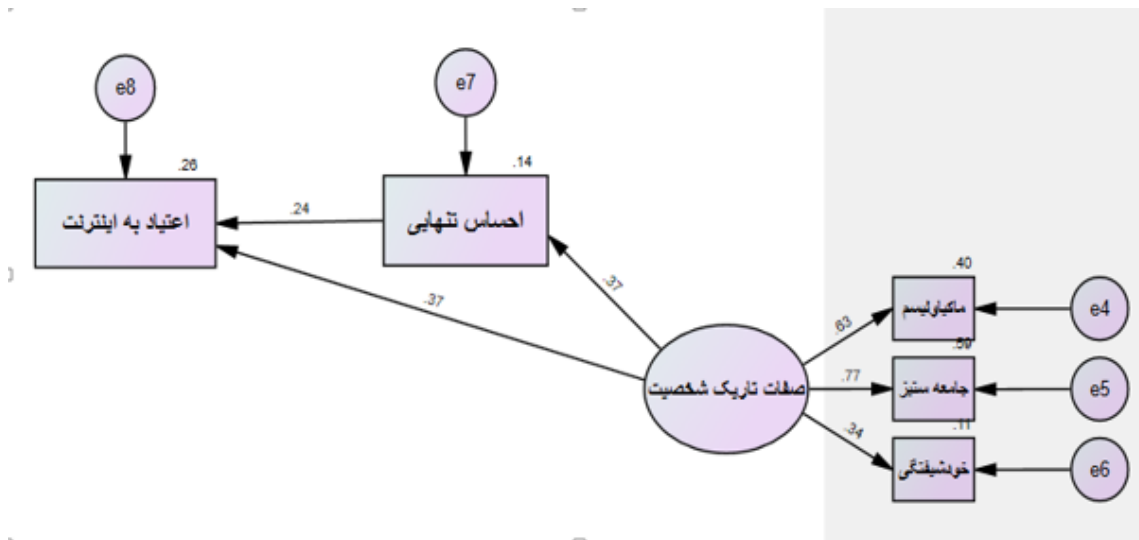 e8
e7
.26
.14
اعتیاد به اینترنت
.24
احساس تنهایی
.37
.37
صفات تاریک شخصیت
.63
.77
.34
.40
ماکیاولیسم
e4
.59
جامعه ستیز
e5
.11
خودشیفتگی
e6